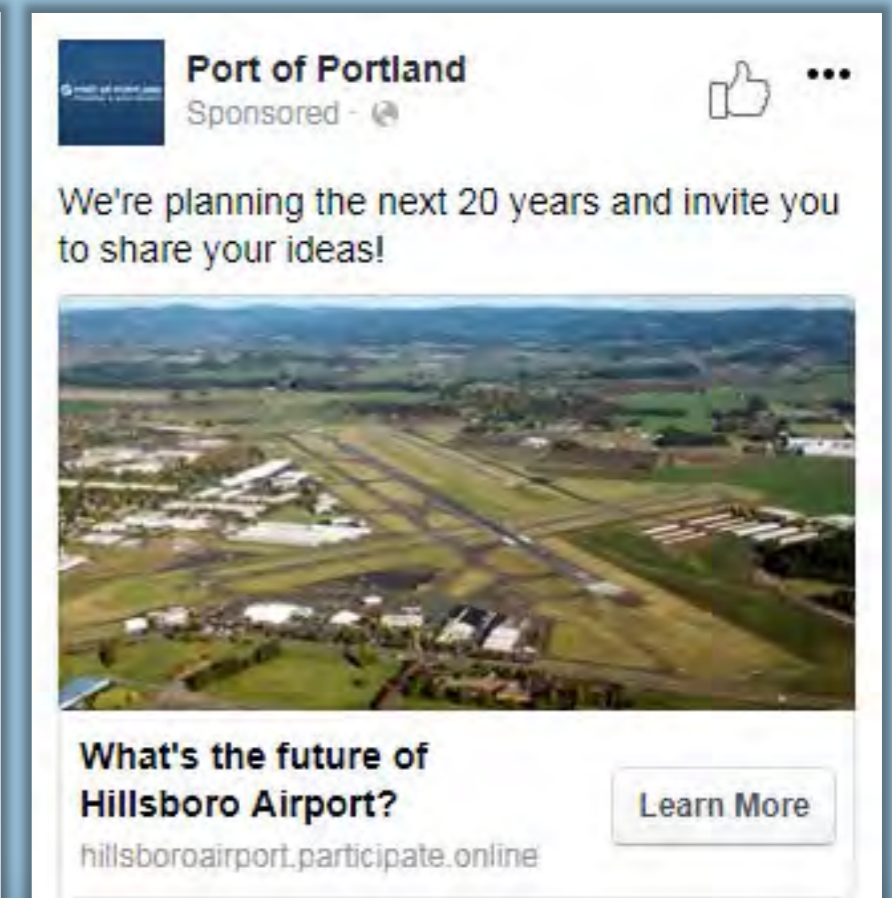 Port of Portland
Sponsored ·
We're planning the next 20 years and invite you
to share your ideas!
What's the future of
Hillsboro Airport?
Learn More
hillsboroairport.participate.online